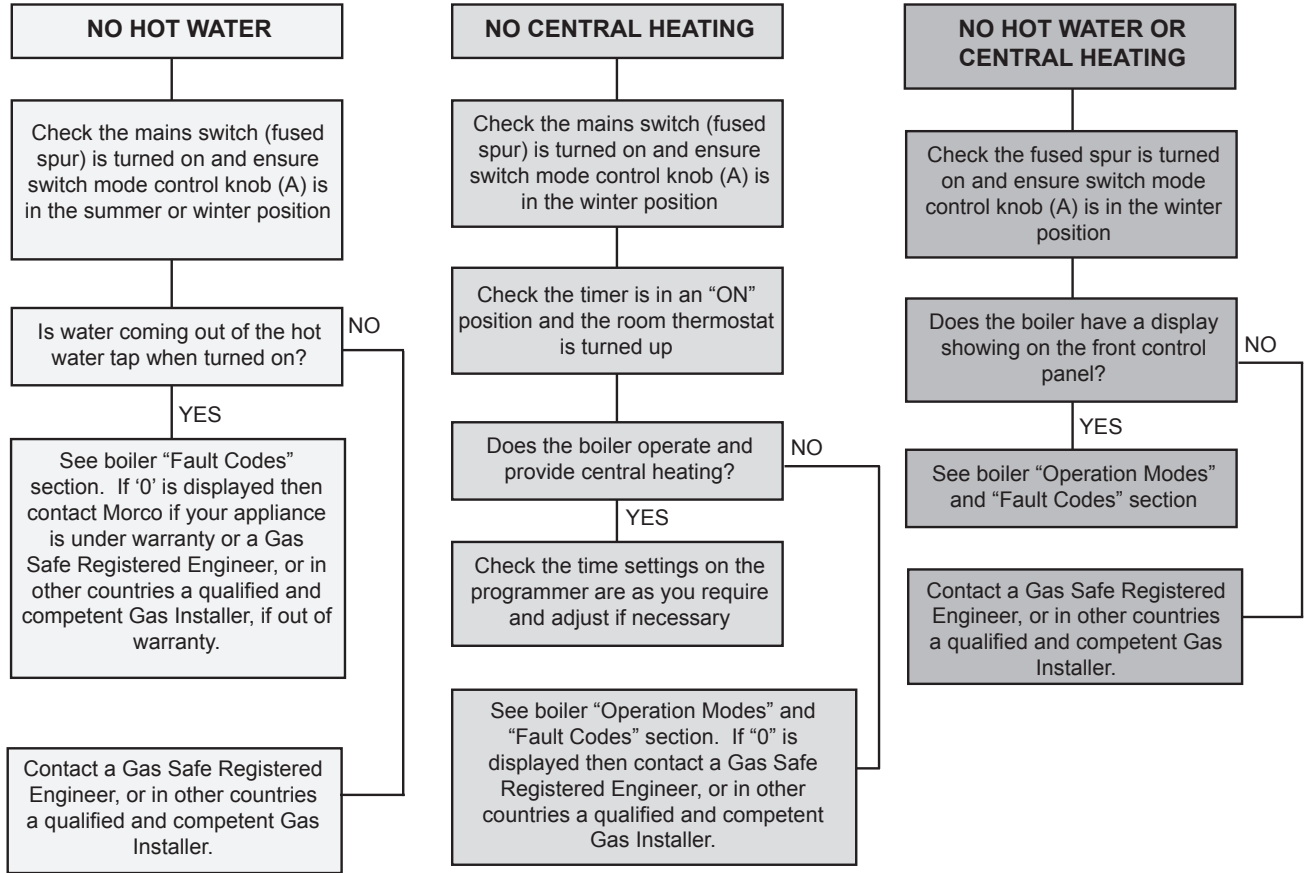 NO HOT WATER
Check the mains switch (fused
spur) is turned on and ensure
switch mode control knob (A) is
in the summer or winter position
Is water coming out of the hot
water tap when turned on?
NO
YES
See boiler “Fault Codes”
section.  If ‘0’ is displayed then
contact Morco if your appliance
is under warranty or a Gas
Safe Registered Engineer, or in
other countries a qualified and
competent Gas Installer, if out of
warranty.
Contact a Gas Safe Registered
Engineer, or in other countries
a qualified and competent Gas
Installer.
NO CENTRAL HEATING
Check the mains switch (fused
spur) is turned on and ensure
switch mode control knob (A) is
in the winter position
Check the timer is in an “ON”
position and the room thermostat
is turned up
Does the boiler operate and
provide central heating?
NO
YES
Check the time settings on the
programmer are as you require
and adjust if necessary
See boiler “Operation Modes” and
“Fault Codes” section.  If “0” is
displayed then contact a Gas Safe
Registered Engineer, or in other
countries a qualified and competent
Gas Installer.
NO HOT WATER OR
CENTRAL HEATING
Check the fused spur is turned
on and ensure switch mode
control knob (A) is in the winter
position
Does the boiler have a display
showing on the front control
panel?
NO
YES
See boiler “Operation Modes”
and “Fault Codes” section
Contact a Gas Safe Registered
Engineer, or in other countries
a qualified and competent Gas
Installer.